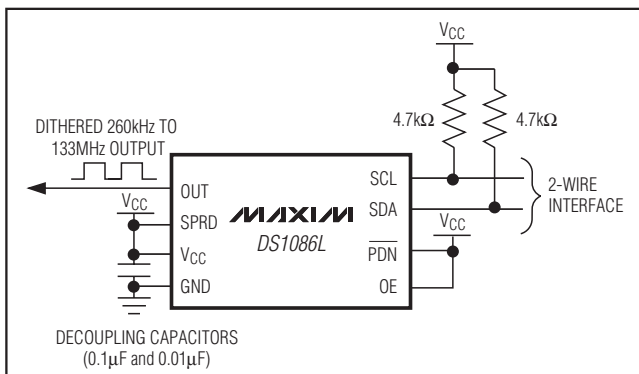 VCC
4.7kΩ
4.7kΩ
DITHERED 260kHz TO
133MHz OUTPUT
OUT
SCL
VCC
SPRD
MAXIM
DS1086L
SDA
2-WIRE
INTERFACE
VCC
VCC
PDN
GND
OE
DECOUPLING CAPACITORS
(0.1µF and 0.01µF)